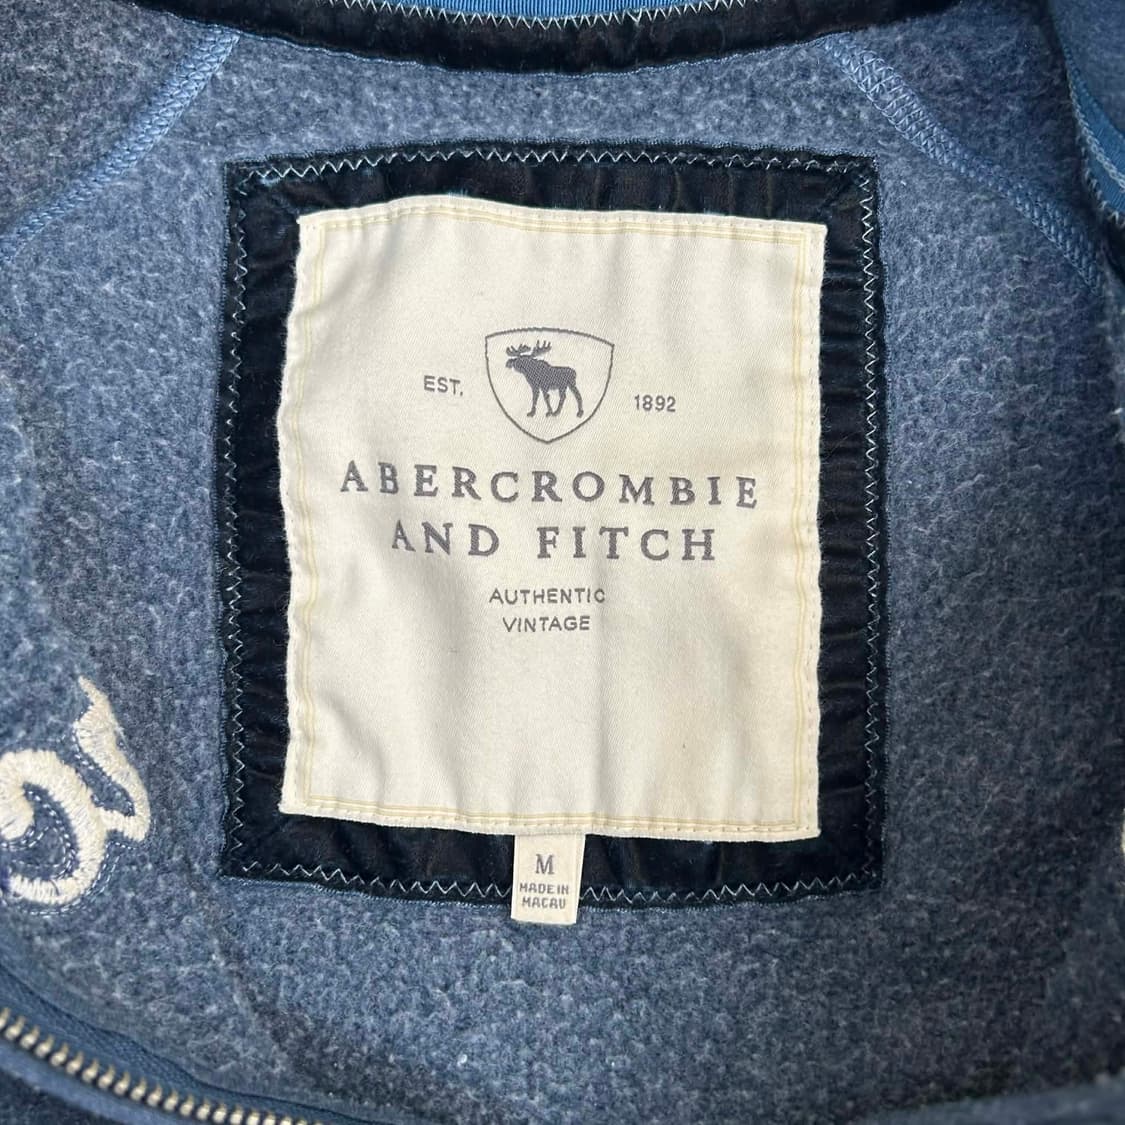 EST. 1892
ABERCROMBIE
AND FITCH
AUTHENTIC
VINTAGE
M
MADE IN
MACAU